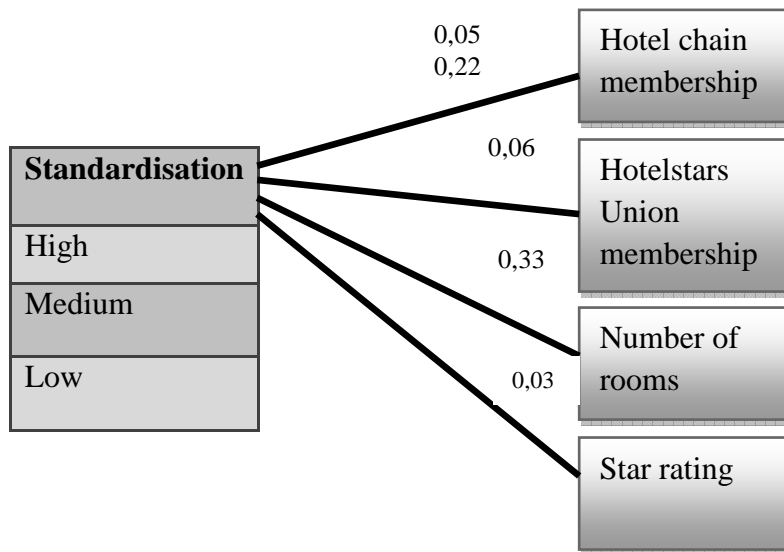 0,05
0,22
Hotel chain
membership
Standardisation
High
Medium
Low
0,06
Hotelstars
Union
membership
0,33
Number of
rooms
0,03
Star rating